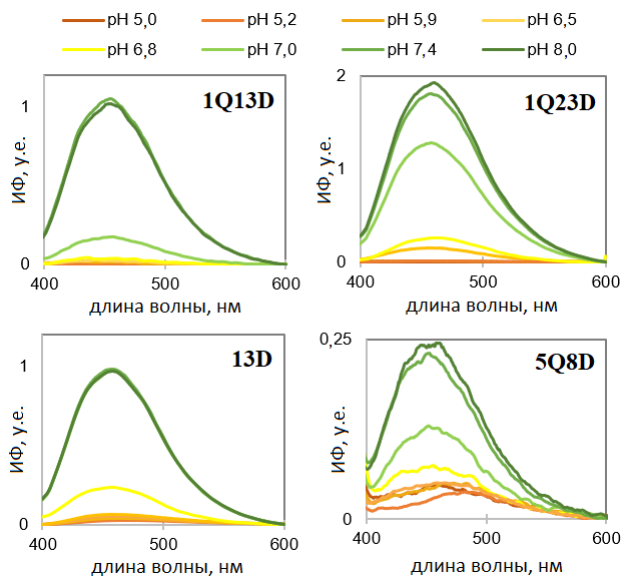 pH 5,0 pH 5,2 pH 5,9 pH 6,5
pH 6,8 pH 7,0 pH 7,4 pH 8,0
1Q13D
1
0
ИФ, у.е.
400 500 600
длина волны, нм
1Q23D
2
1
0
ИФ, у.е.
400 500 600
длина волны, нм
13D
1
0
ИФ, у.е.
400 500 600
длина волны, нм
5Q8D
0,25
0
ИФ, у.е.
400 500 600
длина волны, нм